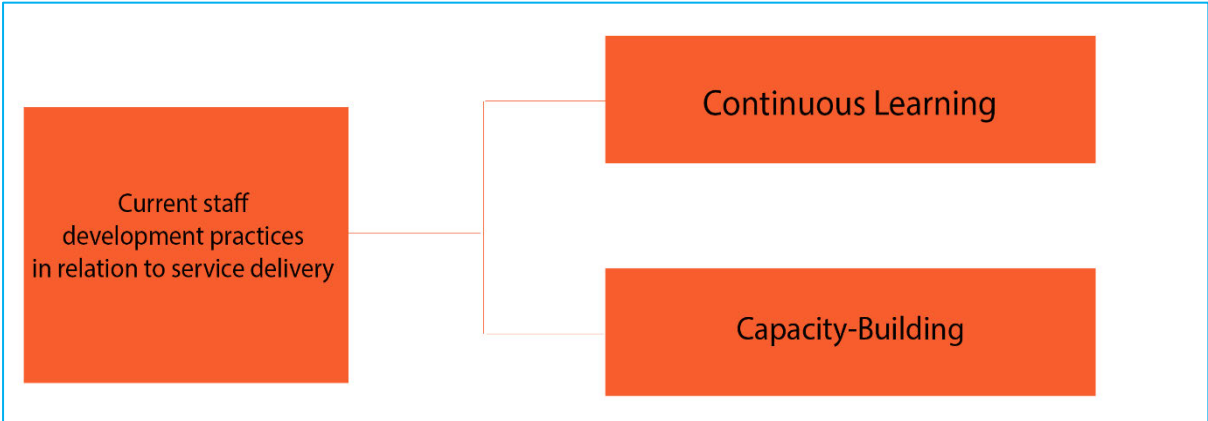 Current staff
development practices
in relation to service delivery
Continuous Learning
Capacity-Building